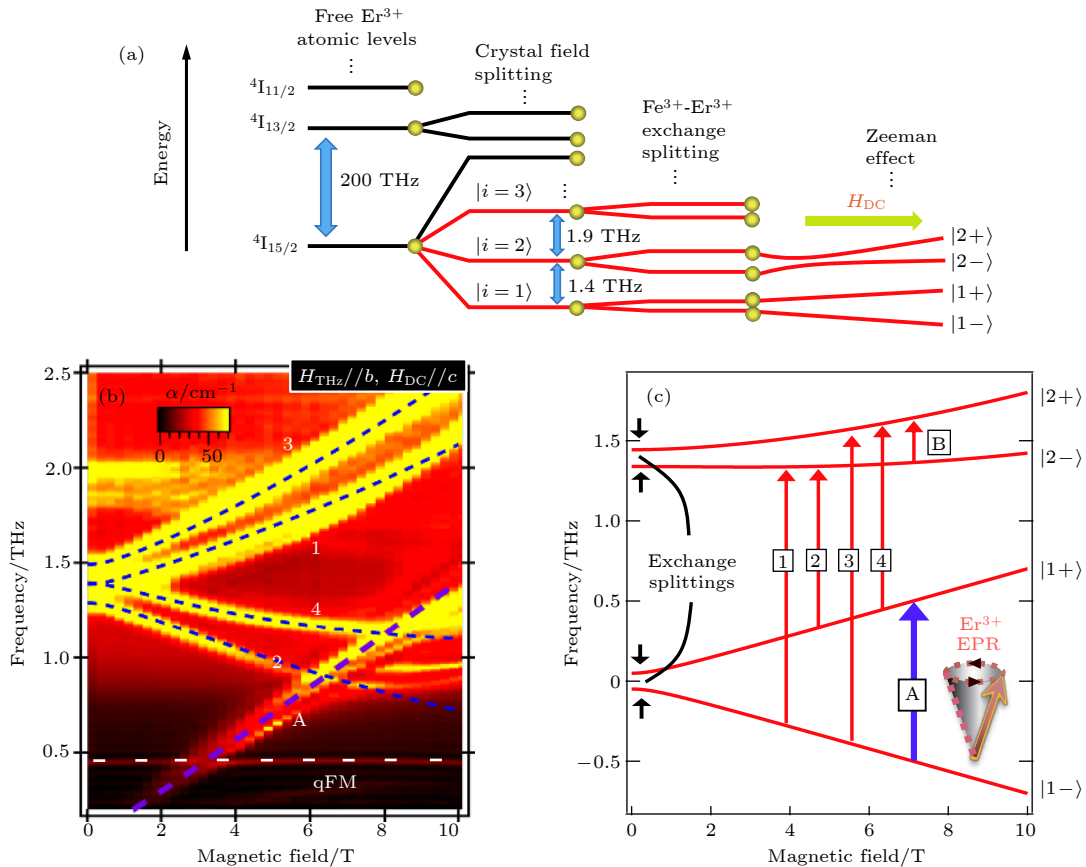 (a)
Energy
Free Er³⁺
atomic levels
⋮
⁴I₁₁/₂
⁴I₁₃/₂
200 THz
⁴I₁₅/₂
Crystal field
splitting
⋮
|i = 3⟩
1.9 THz
|i = 2⟩
1.4 THz
|i = 1⟩
Fe³⁺-Er³⁺
exchange
splitting
⋮
⋮
Zeeman
effect
⋮
H_DC
|2+⟩
|2−⟩
|1+⟩
|1−⟩
(b)
H_THz//b, H_DC//c
α/cm⁻¹
0 50
3
1
4
2
A
qFM
2.5
2.0
1.5
1.0
0.5
Frequency/THz
0 2 4 6 8 10
Magnetic field/T
(c)
|2+⟩
|2−⟩
|1+⟩
|1−⟩
B
1 2 3 4
A
Exchange
splittings
Er³⁺
EPR
1.5
1.0
0.5
0
−0.5
Frequency/THz
0 2 4 6 8 10
Magnetic field/T